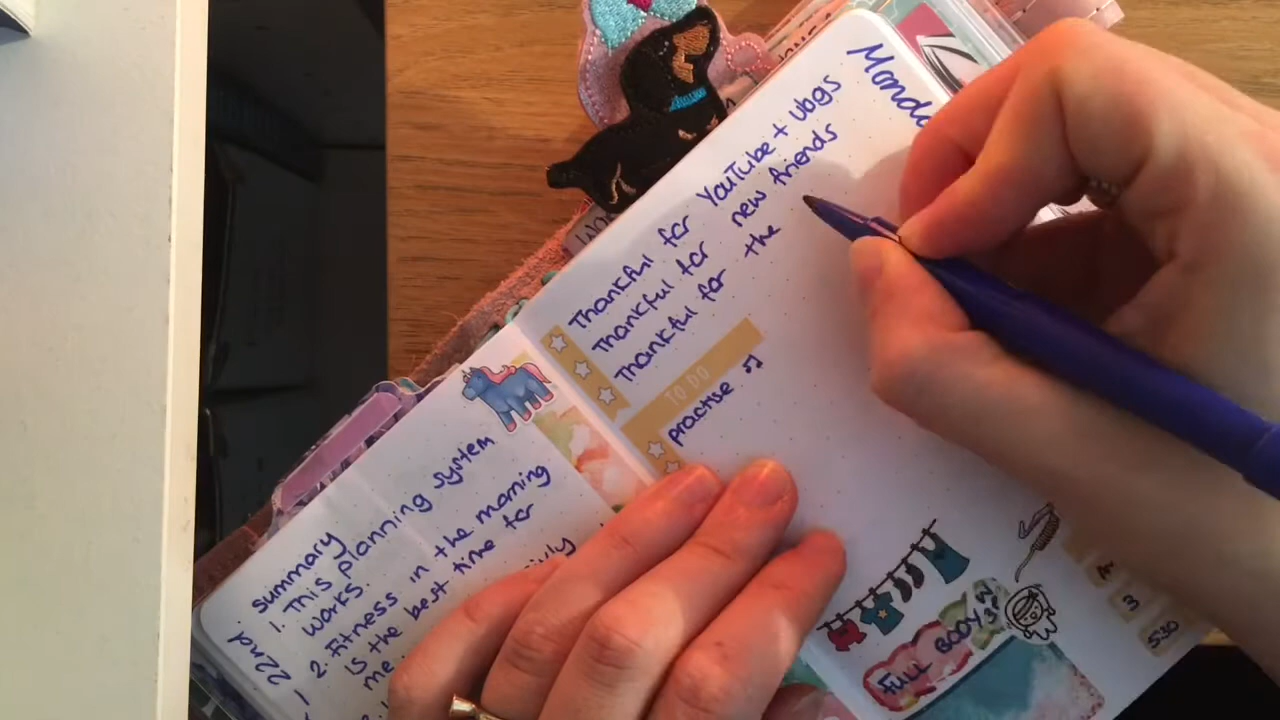 Monda
Thankful for YouTube + vbgs
Thankful for new friends
Thankful for the
TO DO
practise
FULL BODY
3
530
summary
22nd 1. This planning system
works.
2. Fitness in the morning
is the best time for
me